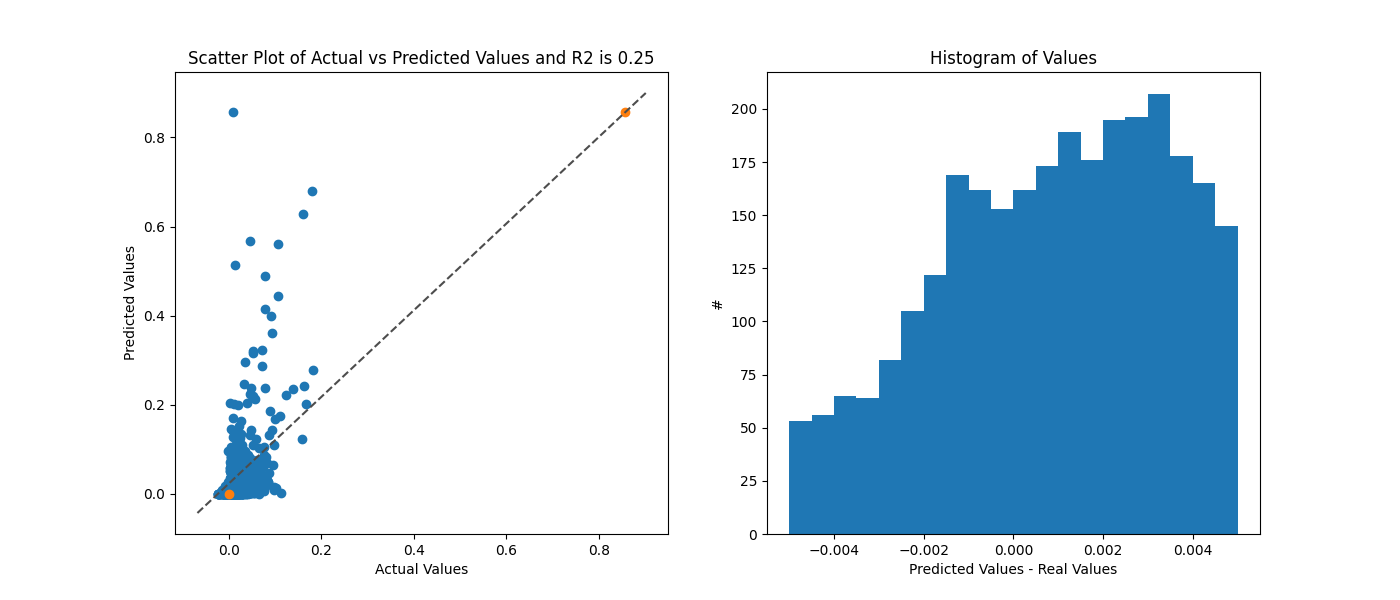 Scatter Plot of Actual vs Predicted Values and R2 is 0.25
Predicted Values
0.8
0.6
0.4
0.2
0.0
0.0 0.2 0.4 0.6 0.8
Actual Values
Histogram of Values
#
200
175
150
125
100
75
50
25
0
−0.004 −0.002 0.000 0.002 0.004
Predicted Values - Real Values